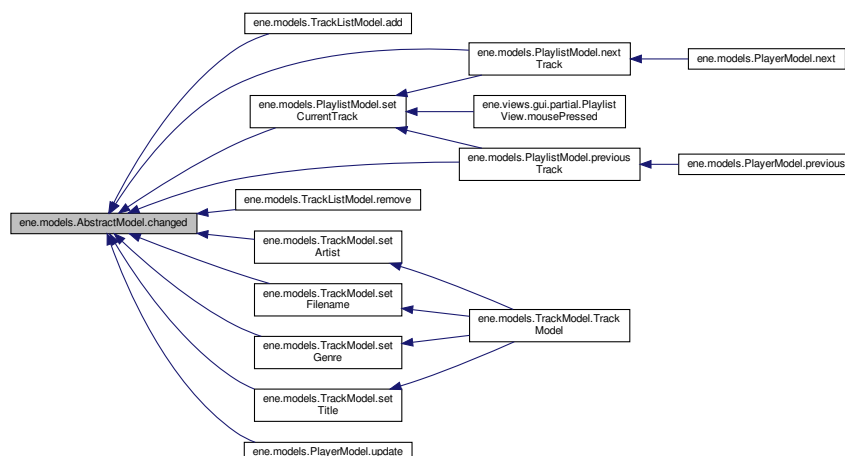 ene.models.TrackListModel.add
ene.models.PlaylistModel.next
Track
ene.models.PlayerModel.next
ene.models.PlaylistModel.set
CurrentTrack
ene.views.gui.partial.Playlist
View.mousePressed
ene.models.PlaylistModel.previous
Track
ene.models.PlayerModel.previous
ene.models.TrackListModel.remove
ene.models.AbstractModel.changed
ene.models.TrackModel.set
Artist
ene.models.TrackModel.set
Filename
ene.models.TrackModel.Track
Model
ene.models.TrackModel.set
Genre
ene.models.TrackModel.set
Title
ene.models.PlayerModel.update